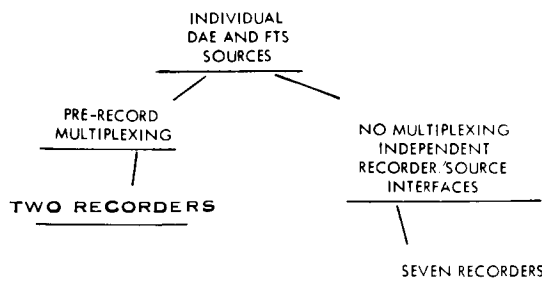 INDIVIDUAL
DAE AND FTS
SOURCES
PRE-RECORD
MULTIPLEXING
TWO RECORDERS
NO MULTIPLEXING
INDEPENDENT
RECORDER/SOURCE
INTERFACES
SEVEN RECORDERS